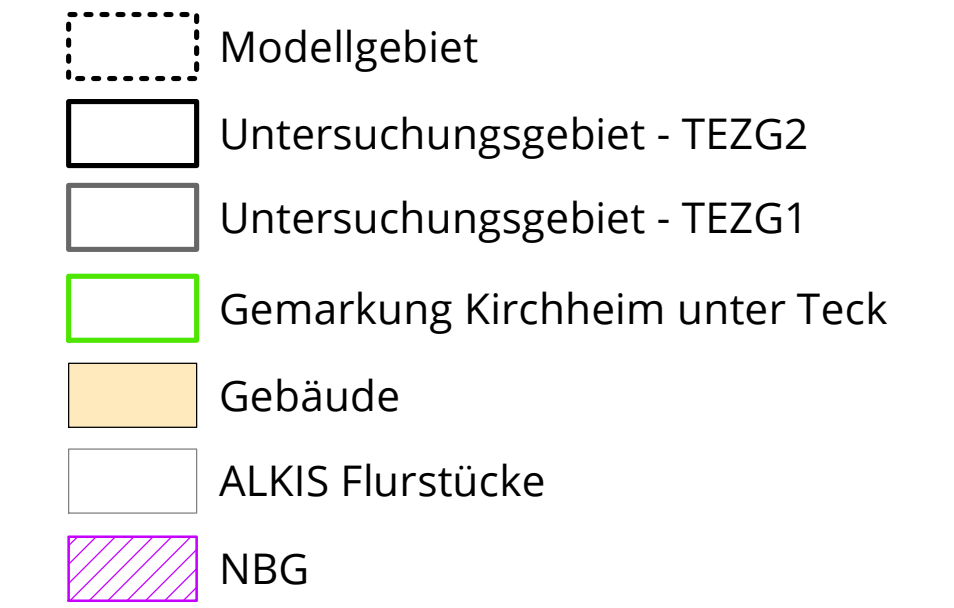 Modellgebiet
Untersuchungsgebiet - TEZG2
Untersuchungsgebiet - TEZG1
Gemarkung Kirchheim unter Teck
Gebäude
ALKIS Flurstücke
NBG